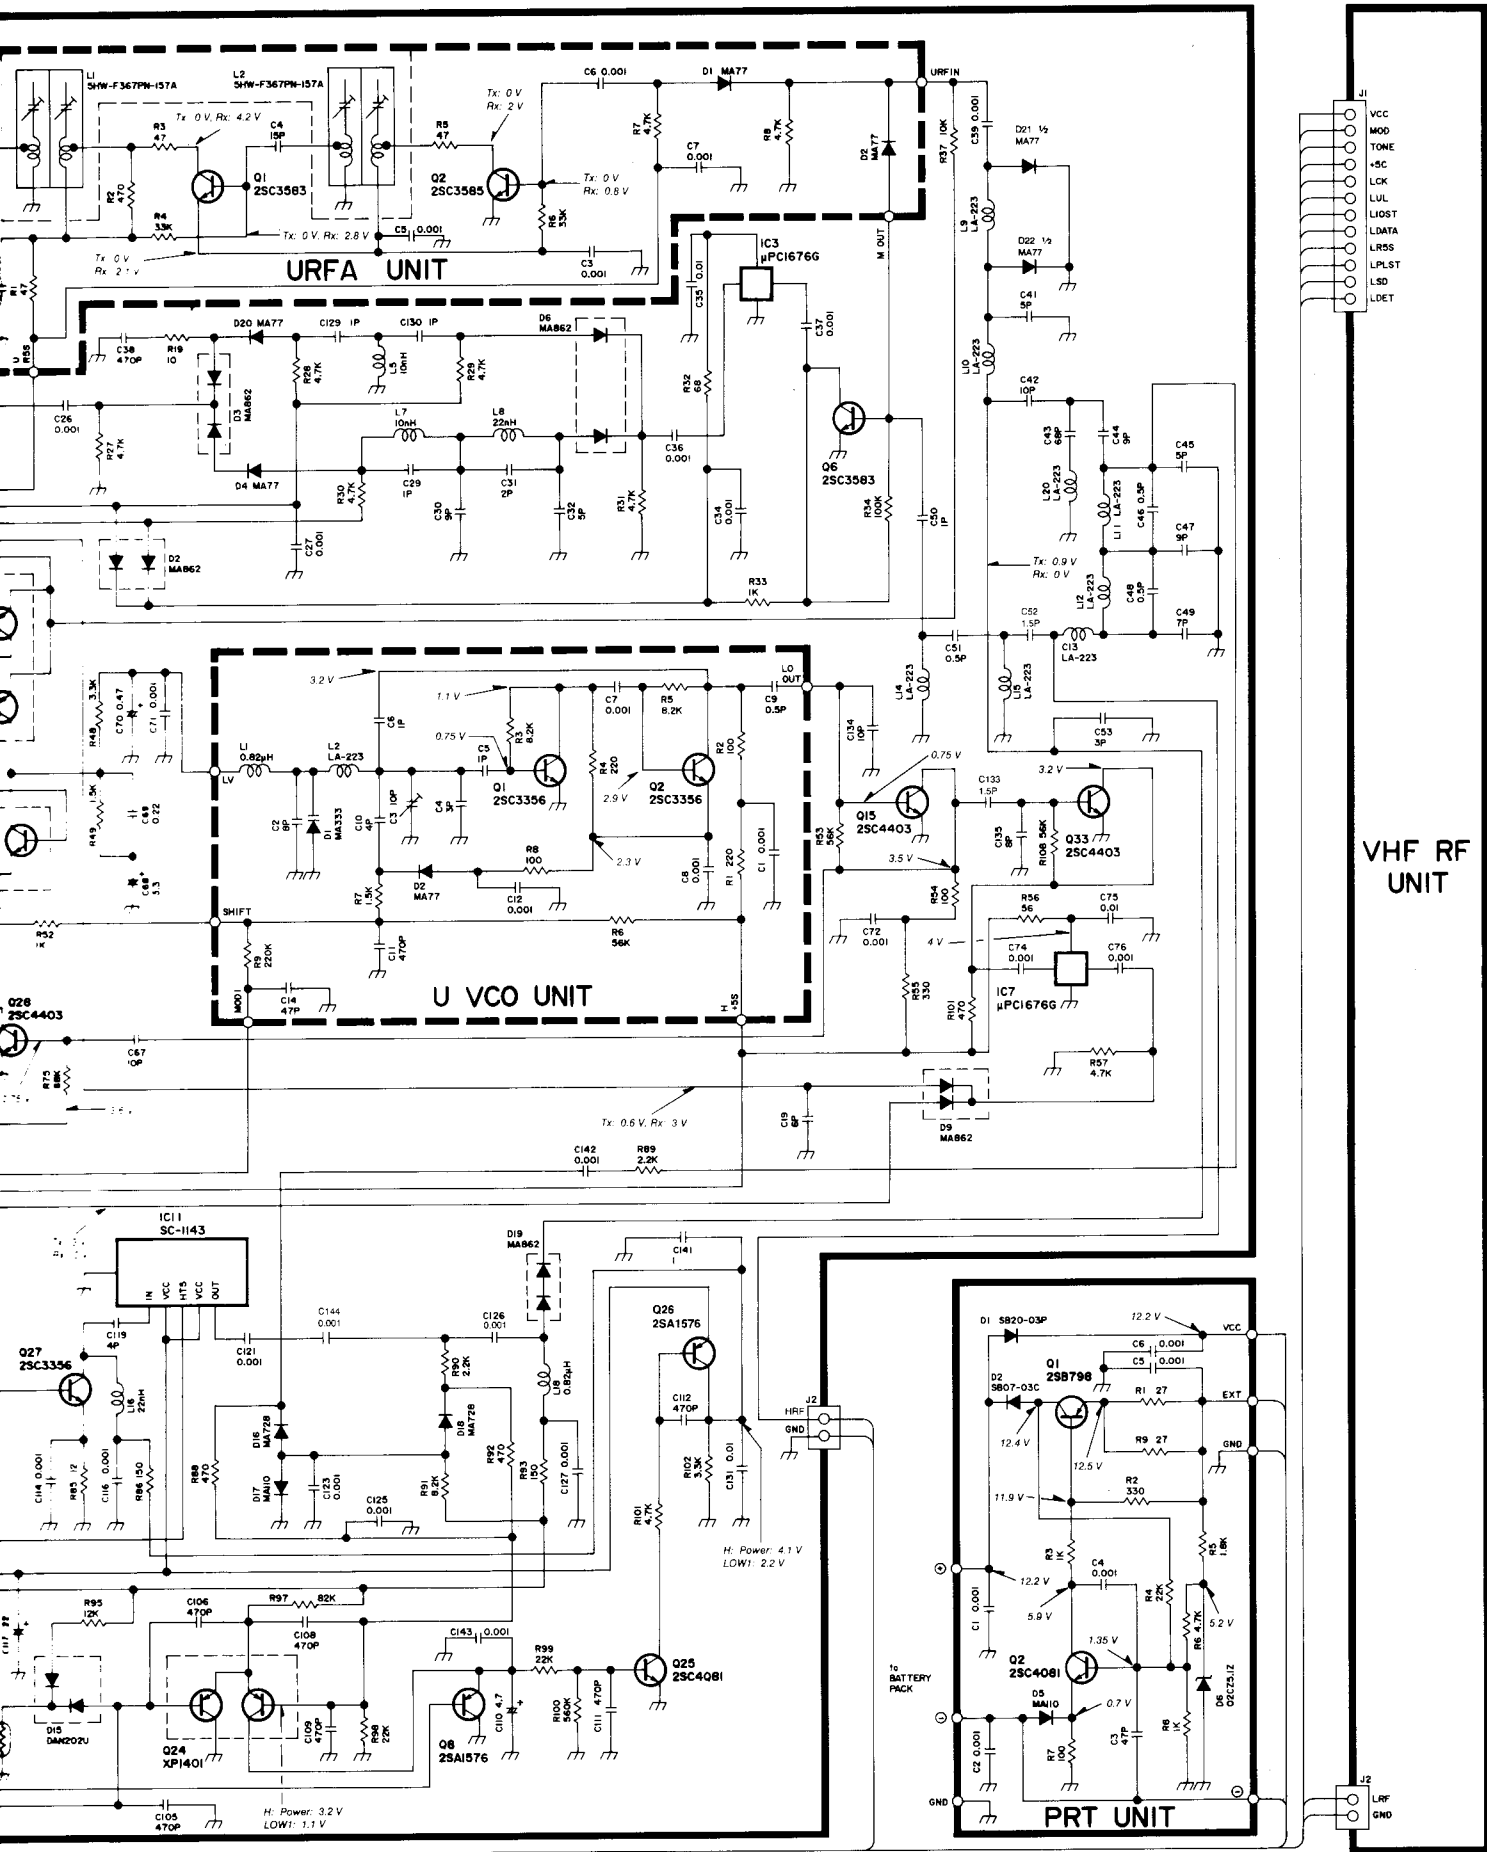 L1
5HW-F367PN-157A
L2
5HW-F367PN-157A
Tx: 0 V, Rx: 4.2 V
R3
47
C4
15P
R5
47
Tx: 0 V
Rx: 2 V
C6 0.001
D1 MA77
URFIN
R7 4.7K
R8 4.7K
C7
0.001
D2
MA77
R37 10K
C39 0.001
D21 1/2
MA77
R2
470
Q1
2SC3583
Q2
2SC3585
Tx: 0 V
Rx: 0.8 V
R4
33K
R6
33K
Tx: 0 V, Rx: 2.8 V
C5 0.001
Tx: 0 V
Rx: 2.1 V
URFA UNIT
C3
0.001
M OUT
L9
LA-223
D22 1/2
MA77
C41
5P
R1
47
U
R5S
IC3
µPC1676G
C35 0.01
C37
0.001
C38
470P
R19
10
D20 MA77
C129 1P
C130 1P
D6
MA862
L5
10nH
R28
4.7K
R29
4.7K
R32
68
L10
LA-223
C42
10P
D3
MA862
C26
0.001
R27
4.7K
L7
10nH
L8
22nH
C36
0.001
Q6
2SC3583
C43
68P
C44
9P
C45
5P
D4 MA77
R30
4.7K
C29
1P
C31
2P
C30
9P
C32
5P
R31
4.7K
C34
0.001
R34
100K
C50
1P
L20
LA-223
L11
LA-223
C46 0.5P
C47
9P
C27
0.001
D2
MA862
Tx: 0.9 V
Rx: 0 V
R33
1K
L12
LA-223
C48
0.5P
C49
7P
C52
1.5P
C51
0.5P
C13
LA-223
L14
LA-223
L15
LA-223
C53
3P
R48 3.3K
C70 0.47
C71 0.001
R49 1.5K
C69
0.22
C68
3.3
R52
1K
3.2 V
1.1 V
0.75 V
C6
1P
R3
8.2K
C7
0.001
R5
8.2K
C9
0.5P
LO
OUT
C134
10P
L1
0.82µH
LV
L2
LA-223
C5
1P
R4
220
R2
100
Q1
2SC3356
Q2
2SC3356
2.9 V
C2
8P
D1
MA333
C10
4P
C3 10P
C4
3P
R8
100
2.3 V
D2
MA77
C12
0.001
R7
1.5K
C8
0.001
R1 220
C1 0.001
SHIFT
R9
220K
C11
470P
R6
56K
MOD1
C14
47P
U VCO UNIT
H
+5S
0.75 V
Q15
2SC4403
C133
1.5P
3.2 V
R53
56K
C135
8P
R108 56K
Q33
2SC4403
3.5 V
R54
100
R56
56
C75
0.01
C72
0.001
4 V
C74
0.001
C76
0.001
R55
330
R101
470
IC7
µPC1676G
R57
4.7K
Q28
2SC4403
C67
R75
68K
Tx: 0.6 V, Rx: 3 V
C19
6P
D9
MA862
C142
0.001
R89
2.2K
IC11
SC-1143
IN
VCC
HTS
VCC
OUT
D19
MA862
C141
1
C119
4P
C144
0.001
C121
0.001
C126
0.001
Q26
2SA1576
Q27
2SC3356
L16
22nH
R90
2.2K
L18
0.82µH
C112
470P
J2
HRF
GND
D16
MA728
D18
MA728
R92
470
R93
150
C127 0.001
R102
3.3K
C131 0.01
C114 0.001
R85 12
C116 0.001
R86 150
R88
470
D17
MA110
C123
0.001
R91
8.2K
C125
0.001
R101
4.7K
H: Power: 4.1 V
LOW1: 2.2 V
R95
12K
C106
470P
R97 82K
C108
470P
C143 0.001
R99
22K
Q25
2SC4081
C117 22
D15
DAN202U
Q24
XP1401
C109
470P
R98
22K
Q8
2SA1576
C110 4.7
R100
560K
C111 470P
C105
470P
H: Power: 3.2 V
LOW1: 1.1 V
to
BATTERY
PACK
D1 SB20-03P
12.2 V
VCC
C6 0.001
C5 0.001
D2
SB07-03C
Q1
2SB798
R1 27
EXT
12.4 V
R9 27
GND
12.5 V
R2
330
11.9 V
R3
1K
R5
1.8K
⊕
12.2 V
C4
0.001
R4
22K
C1 0.001
5.9 V
R6 4.7K
5.2 V
1.35 V
Q2
2SC4081
D6
02CZ5.1Z
D5
MA110
0.7 V
⊖
C2 0.001
R7
100
C3
47P
R8
1K
GND
PRT UNIT
⊖
J1
VCC
MOD
TONE
+5C
LCK
LUL
LIOST
LDATA
LR5S
LPLST
LSD
LDET
VHF RF
UNIT
J2
LRF
GND